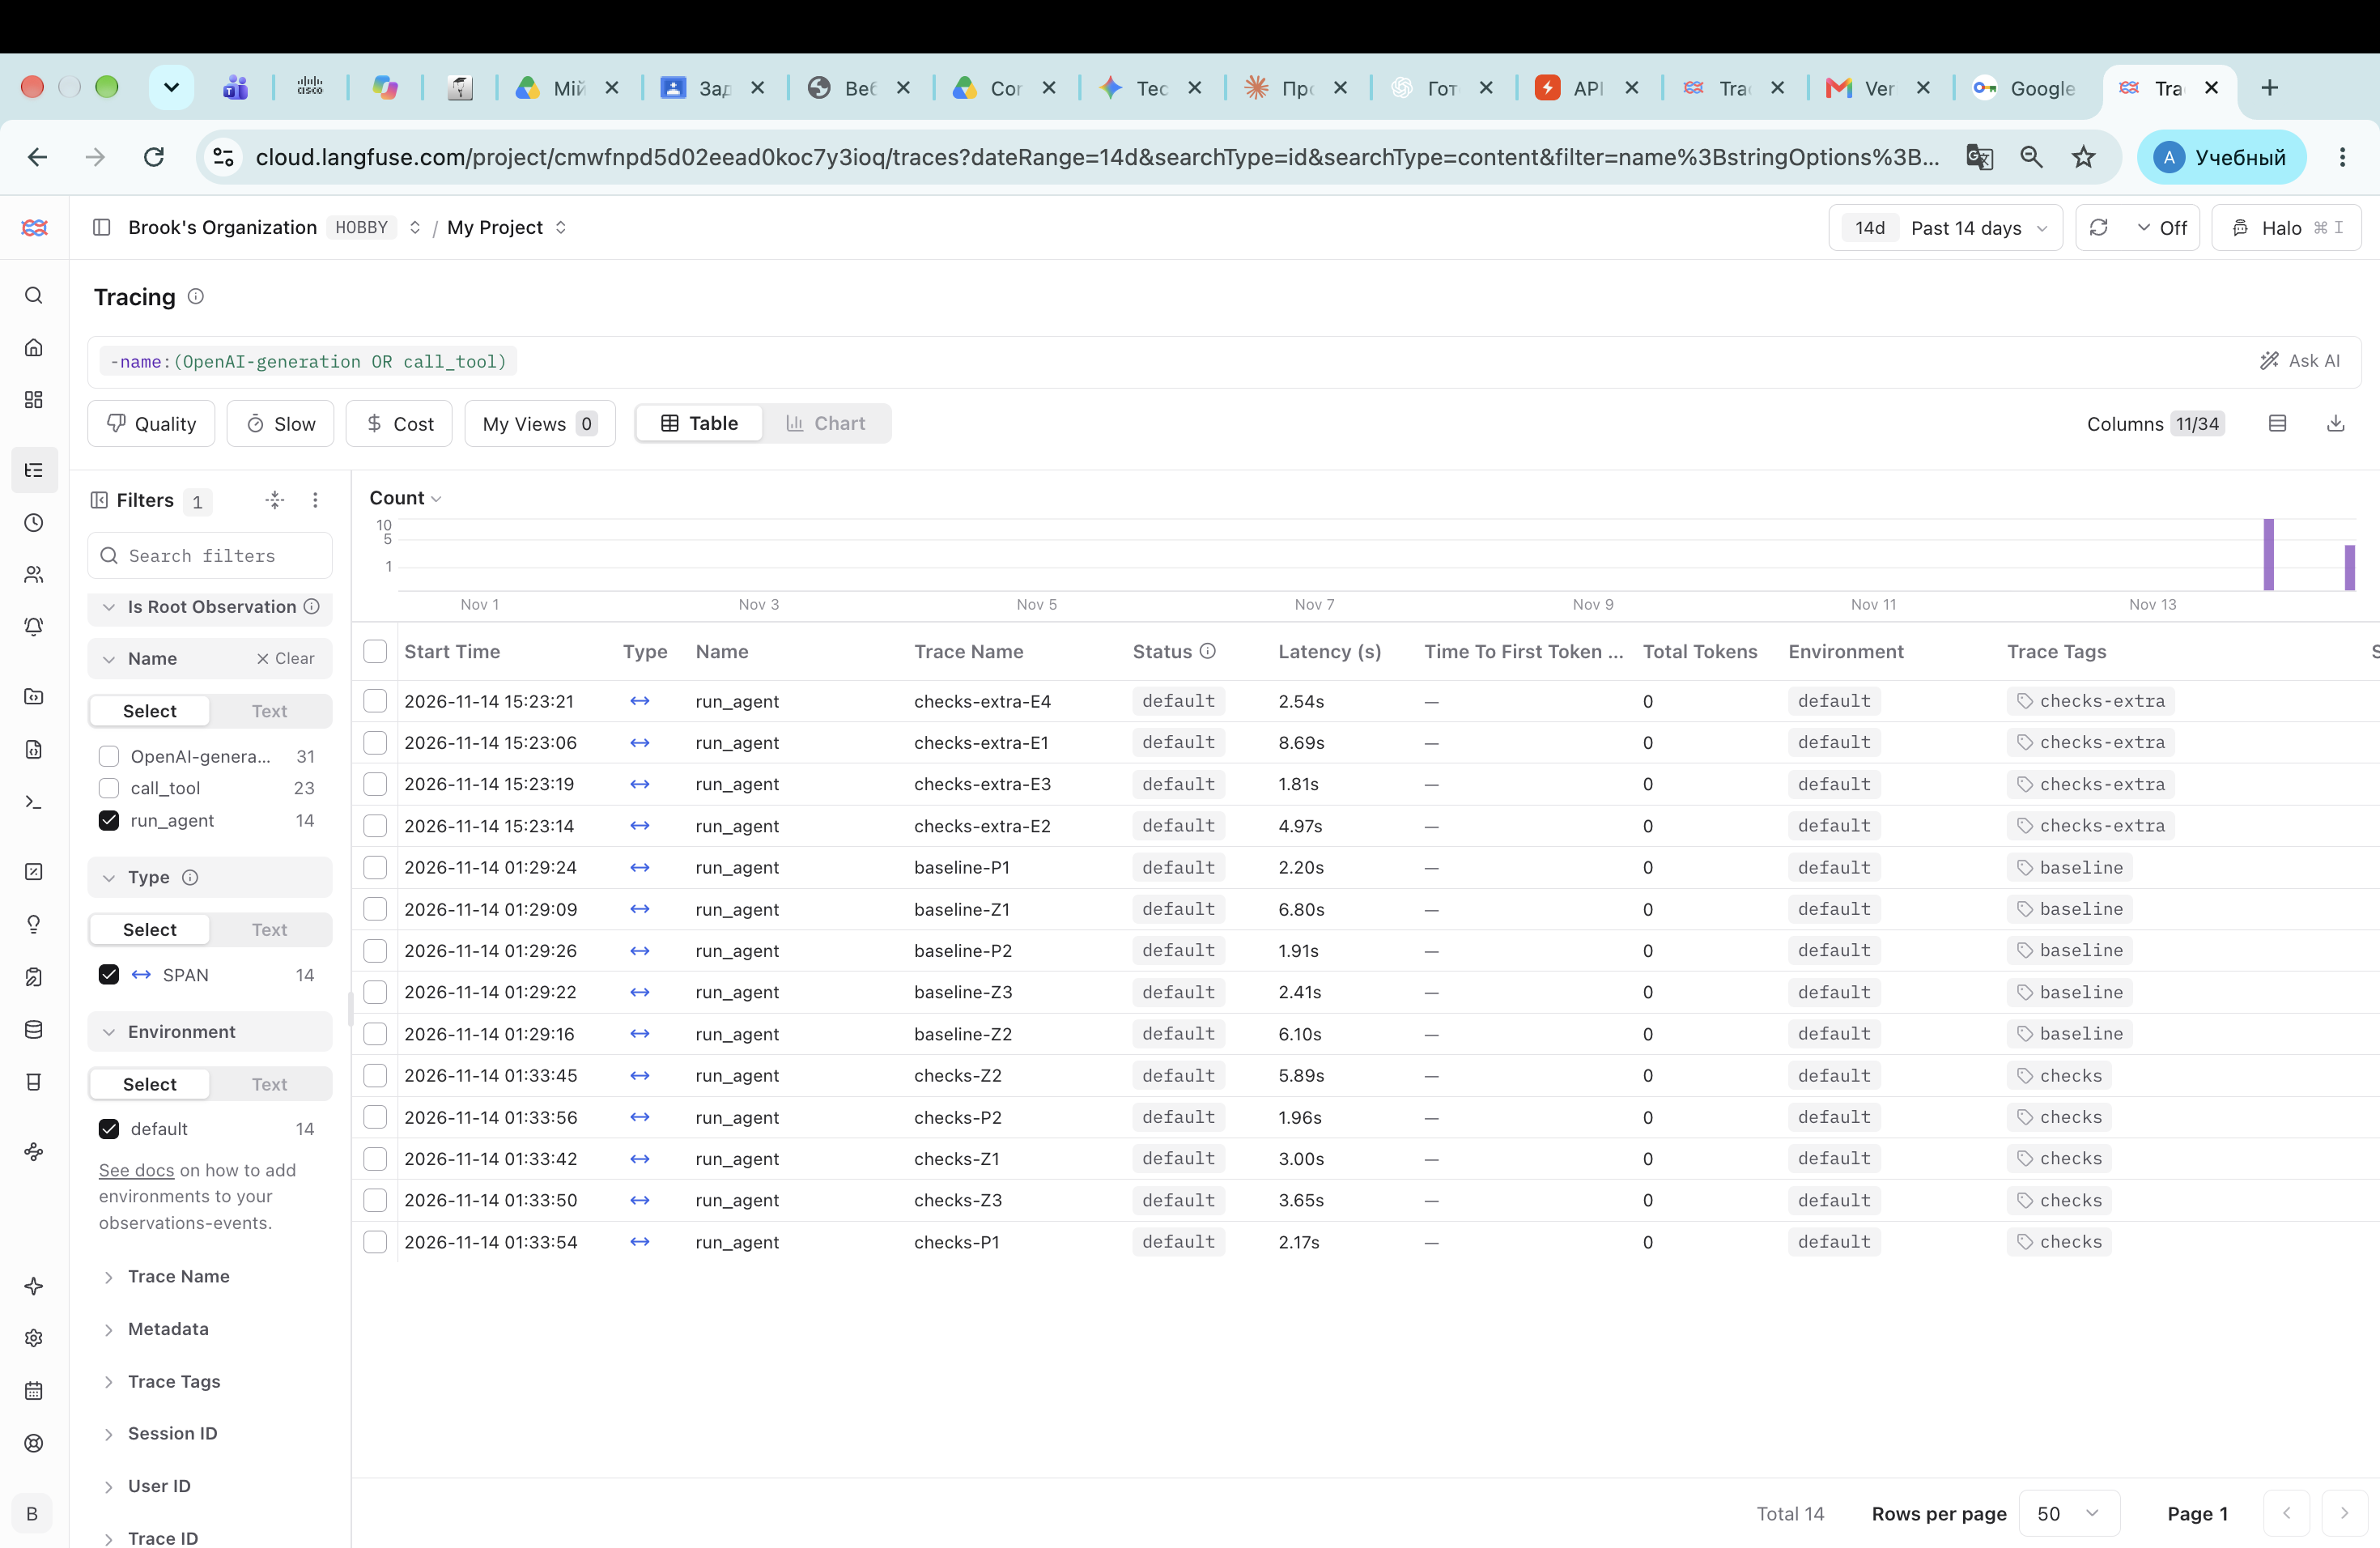 Мій
Зад
Веб
Cor
Тес
Про
Гот
API
Tra
Ver
Google
Tra
cloud.langfuse.com/project/cmwfnpd5d02eead0koc7y3ioq/traces?dateRange=14d&searchType=id&searchType=content&filter=name%3BstringOptions%3B...
A Учебный
Brook's Organization HOBBY / My Project
14d Past 14 days
Off
Halo ⌘ I
Tracing
-name:(OpenAI-generation OR call_tool)
Ask AI
Quality
Slow
Cost
My Views 0
Table
Chart
Columns 11/34
Filters 1
Search filters
Is Root Observation
Name × Clear
Select Text
OpenAI-genera... 31
call_tool 23
run_agent 14
Type
Select Text
SPAN 14
Environment
Select Text
default 14
See docs on how to add
environments to your
observations-events.
Trace Name
Metadata
Trace Tags
Session ID
User ID
Trace ID
B
Count
10
5
1
Nov 1 Nov 3 Nov 5 Nov 7 Nov 9 Nov 11 Nov 13
Start Time Type Name Trace Name Status Latency (s) Time To First Token ... Total Tokens Environment Trace Tags S
2026-11-14 15:23:21 run_agent checks-extra-E4 default 2.54s — 0 default checks-extra
2026-11-14 15:23:06 run_agent checks-extra-E1 default 8.69s — 0 default checks-extra
2026-11-14 15:23:19 run_agent checks-extra-E3 default 1.81s — 0 default checks-extra
2026-11-14 15:23:14 run_agent checks-extra-E2 default 4.97s — 0 default checks-extra
2026-11-14 01:29:24 run_agent baseline-P1 default 2.20s — 0 default baseline
2026-11-14 01:29:09 run_agent baseline-Z1 default 6.80s — 0 default baseline
2026-11-14 01:29:26 run_agent baseline-P2 default 1.91s — 0 default baseline
2026-11-14 01:29:22 run_agent baseline-Z3 default 2.41s — 0 default baseline
2026-11-14 01:29:16 run_agent baseline-Z2 default 6.10s — 0 default baseline
2026-11-14 01:33:45 run_agent checks-Z2 default 5.89s — 0 default checks
2026-11-14 01:33:56 run_agent checks-P2 default 1.96s — 0 default checks
2026-11-14 01:33:42 run_agent checks-Z1 default 3.00s — 0 default checks
2026-11-14 01:33:50 run_agent checks-Z3 default 3.65s — 0 default checks
2026-11-14 01:33:54 run_agent checks-P1 default 2.17s — 0 default checks
Total 14 Rows per page 50 Page 1